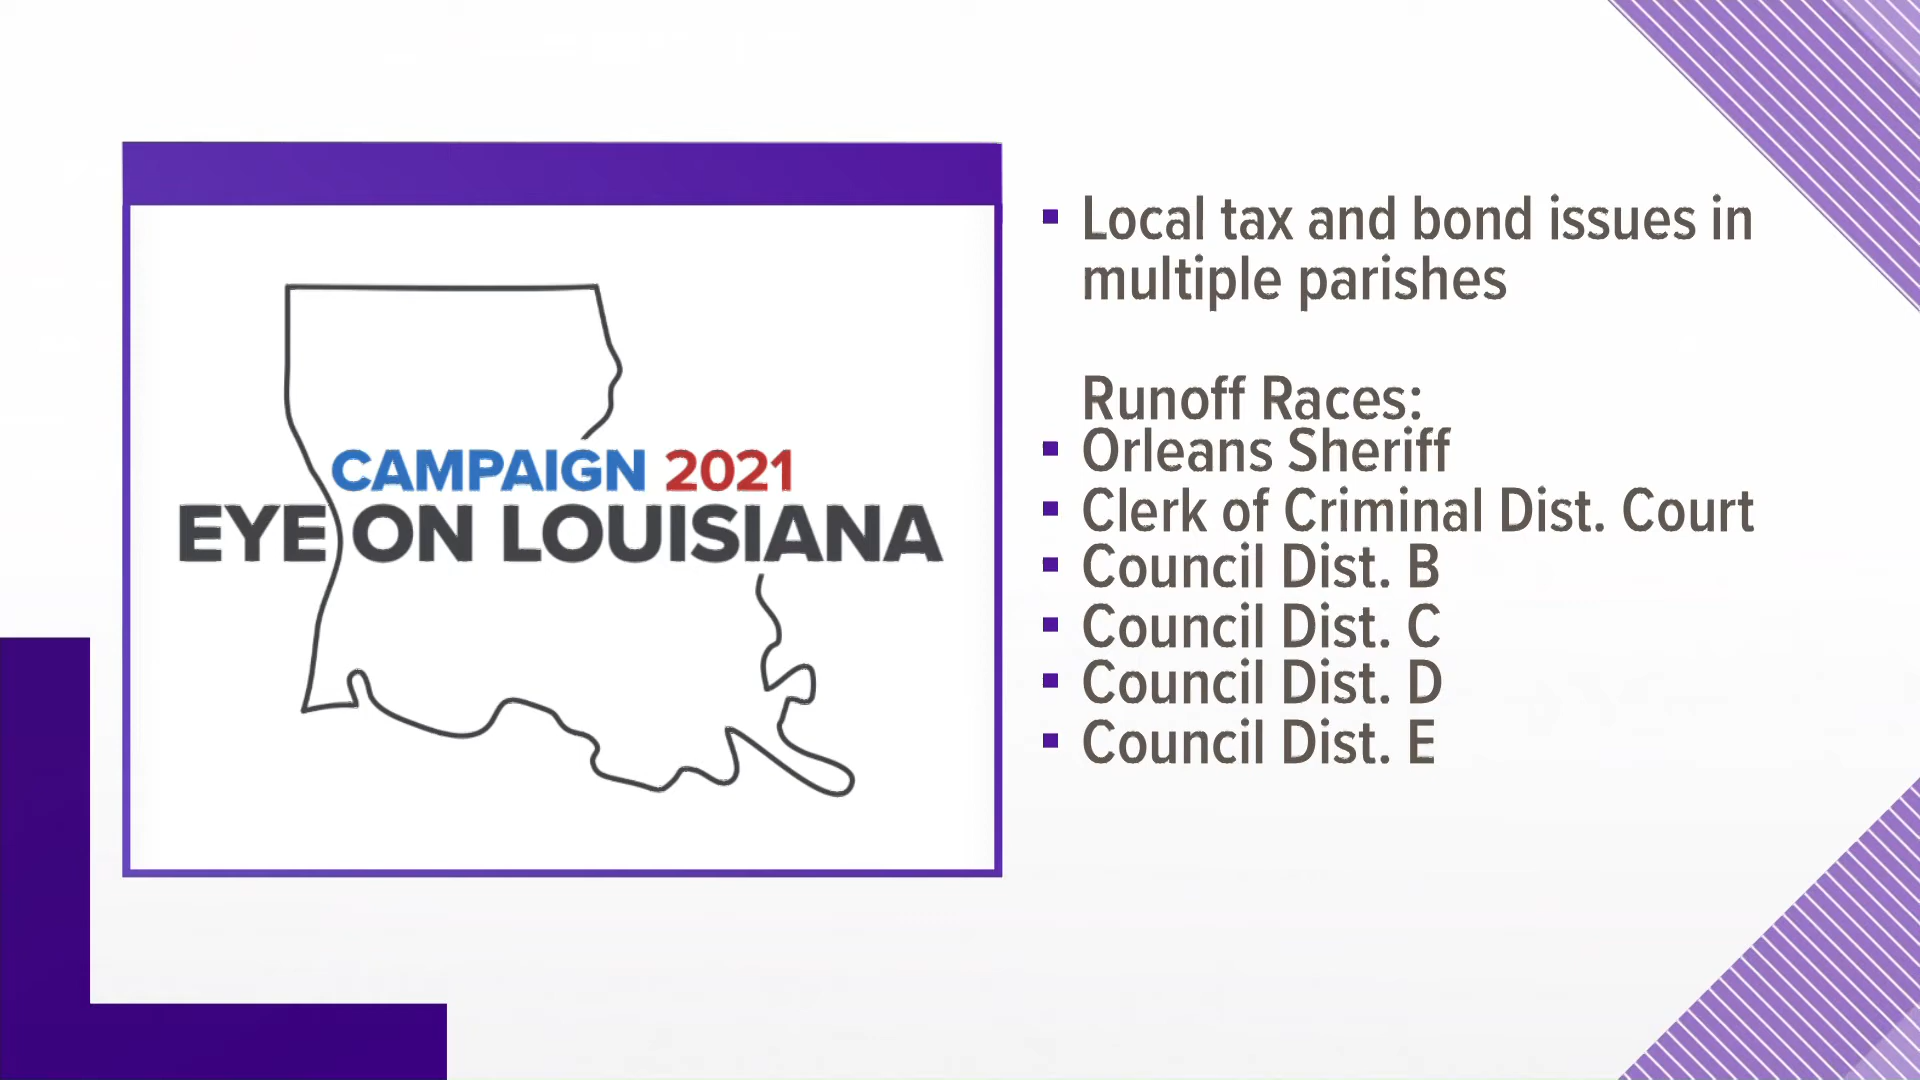 CAMPAIGN 2021
EYE ON LOUISIANA
Local tax and bond issues in
multiple parishes
Runoff Races:
Orleans Sheriff
Clerk of Criminal Dist. Court
Council Dist. B
Council Dist. C
Council Dist. D
Council Dist. E